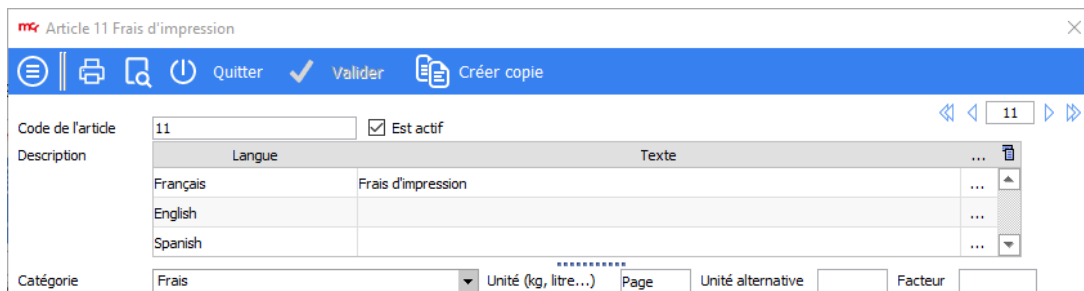 mcr Article 11 Frais d'impression
Quitter Valider Créer copie
11
Code de l'article 11 Est actif
Description Langue Texte ...
Français Frais d'impression ...
English ...
Spanish ...
Catégorie Frais Unité (kg, litre...) Page Unité alternative Facteur